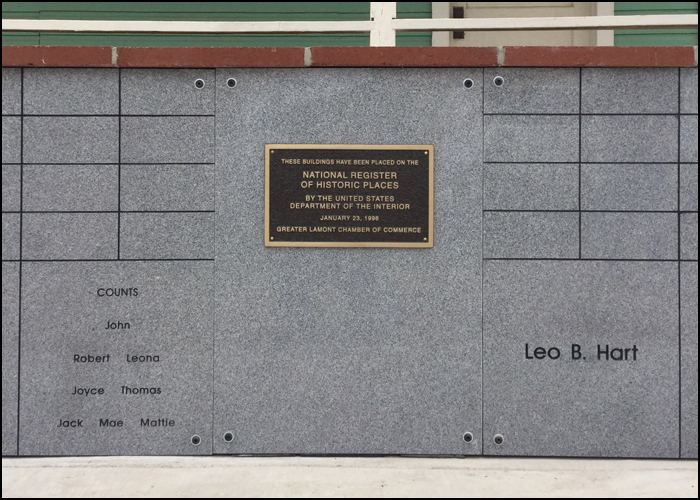 THESE BUILDINGS HAVE BEEN PLACED ON THE
NATIONAL REGISTER
OF HISTORIC PLACES
BY THE UNITED STATES
DEPARTMENT OF THE INTERIOR
JANUARY 23, 1996
GREATER LAMONT CHAMBER OF COMMERCE
COUNTS
John
Robert Leona
Joyce Thomas
Jack Mae Mattie
Leo B. Hart